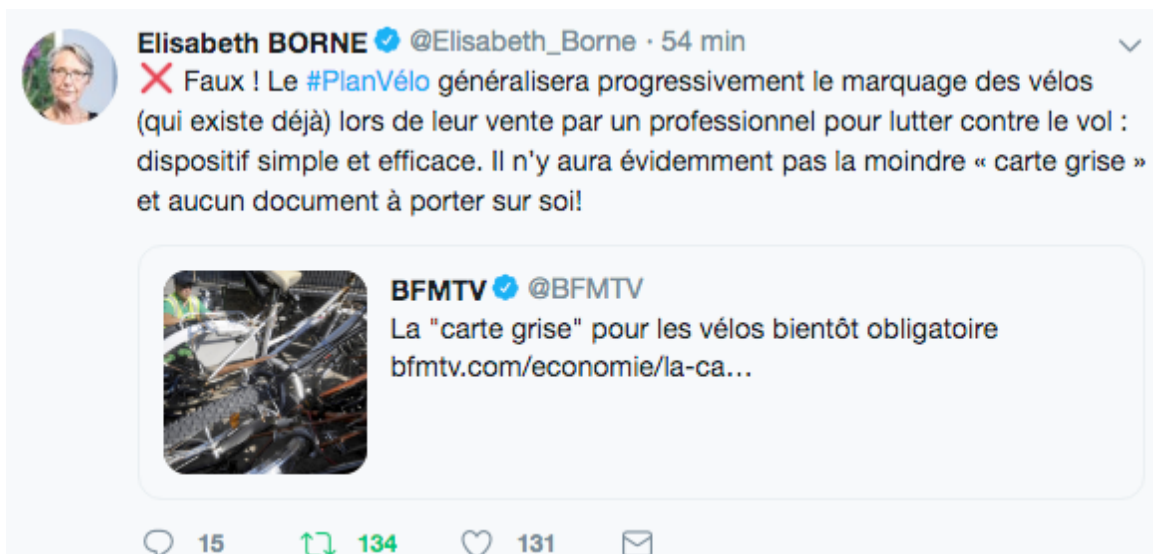 Elisabeth BORNE @Elisabeth_Borne · 54 min
❌ Faux ! Le #PlanVélo généralisera progressivement le marquage des vélos
(qui existe déjà) lors de leur vente par un professionnel pour lutter contre le vol :
dispositif simple et efficace. Il n'y aura évidemment pas la moindre « carte grise »
et aucun document à porter sur soi!
BFMTV @BFMTV
La "carte grise" pour les vélos bientôt obligatoire
bfmtv.com/economie/la-ca…
15 134 131